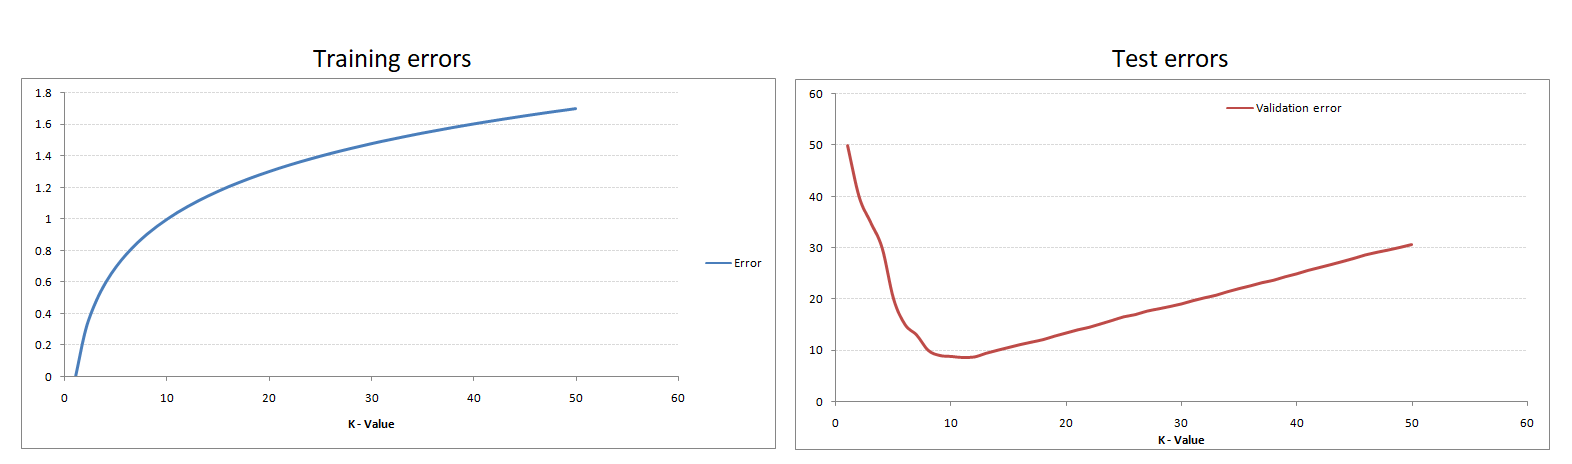 Training errors
1.8
1.6
1.4
1.2
1
0.8
0.6
0.4
0.2
0
0 10 20 30 40 50 60
K - Value
Error
Test errors
60
50
40
30
20
10
0
0 10 20 30 40 50 60
K - Value
Validation error